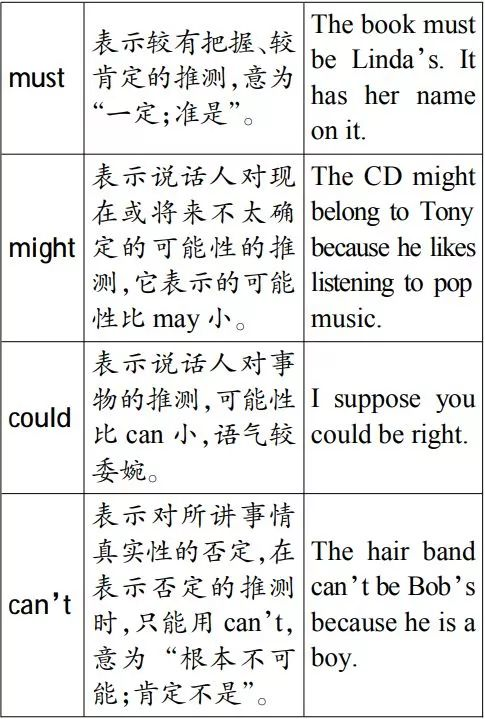 must
表示较有把握、较
肯定的推测,意为
“一定;准是”。
The book must
be Linda’s. It
has her name
on it.
might
表示说话人对现
在或将来不太确
定的可能性的推
测,它表示的可能
性比 may 小。
The CD might
belong to Tony
because he likes
listening to pop
music.
could
表示说话人对事
物的推测,可能性
比 can 小,语气较
委婉。
I suppose you
could be right.
can’t
表示对所讲事情
真实性的否定,在
表示否定的推测
时,只能用 can’t,
意为“根本不可
能;肯定不是”。
The hair band
can’t be Bob’s
because he is a
boy.